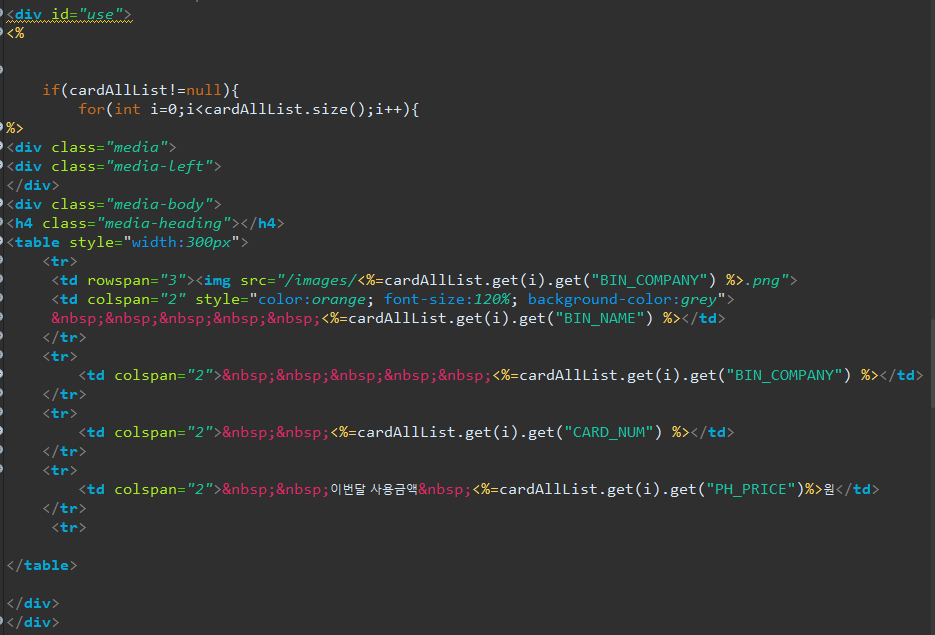 <div id="use">
<%
if(cardAllList!=null){
for(int i=0;i<cardAllList.size();i++){
%>
<div class="media">
<div class="media-left">
</div>
<div class="media-body">
<h4 class="media-heading"></h4>
<table style="width:300px">
<tr>
<td rowspan="3"><img src="/images/<%=cardAllList.get(i).get("BIN_COMPANY") %>.png">
<td colspan="2" style="color:orange; font-size:120%; background-color:grey">
&nbsp;&nbsp;&nbsp;&nbsp;&nbsp;<%=cardAllList.get(i).get("BIN_NAME") %></td>
</tr>
<tr>
<td colspan="2">&nbsp;&nbsp;&nbsp;&nbsp;&nbsp;<%=cardAllList.get(i).get("BIN_COMPANY") %></td>
</tr>
<tr>
<td colspan="2">&nbsp;&nbsp;<%=cardAllList.get(i).get("CARD_NUM") %></td>
</tr>
<tr>
<td colspan="2">&nbsp;&nbsp;이번달 사용금액&nbsp;<%=cardAllList.get(i).get("PH_PRICE")%>원</td>
</tr>
<tr>
</table>
</div>
</div>